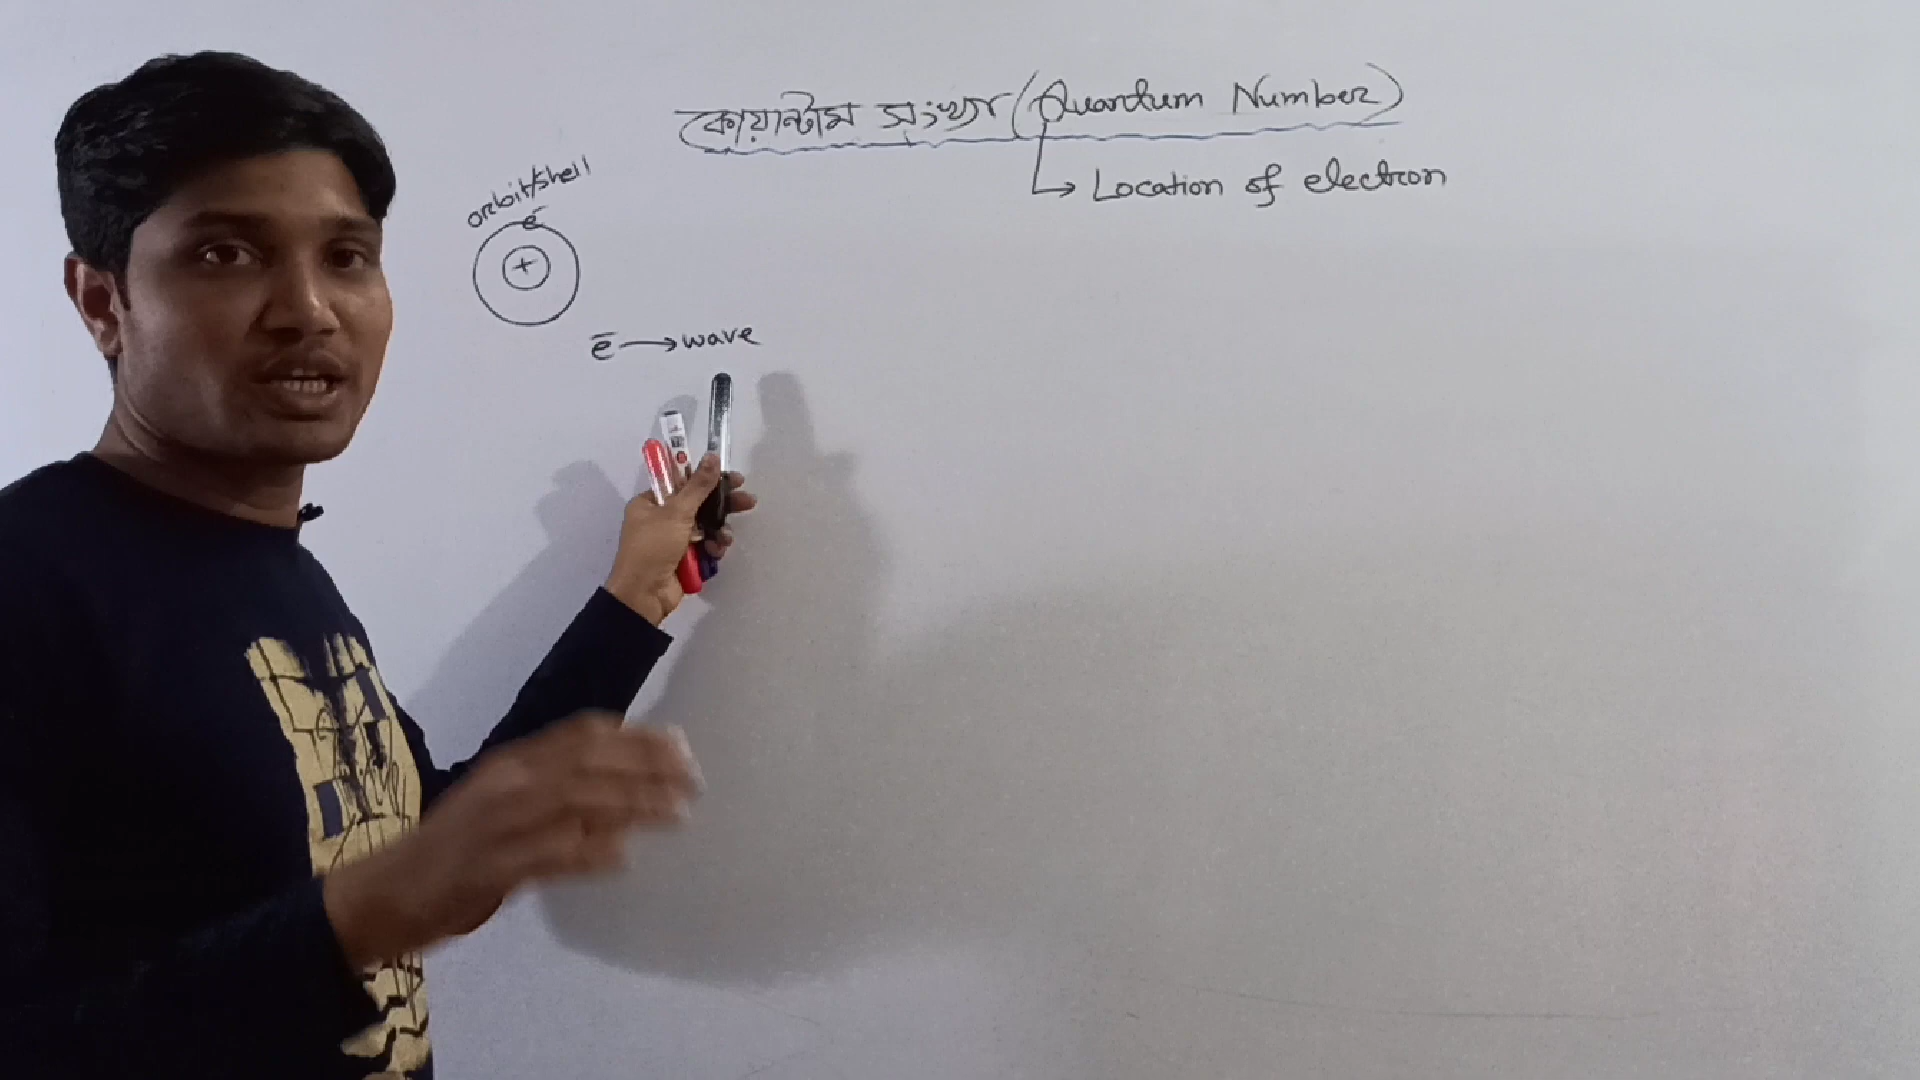 কোয়ান্টাম সংখ্যা (Quantum Number)
Location of electron
orbit/shell
e⁻
+
e⁻ → wave